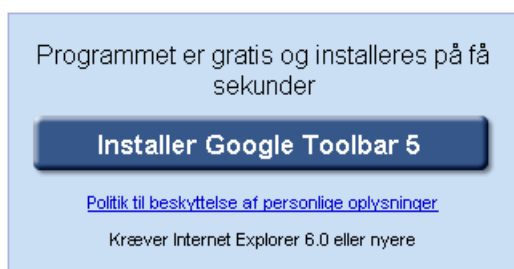 Programmet er gratis og installeres på få
sekunder
Installer Google Toolbar 5
Politik til beskyttelse af personlige oplysninger
Kræver Internet Explorer 6.0 eller nyere